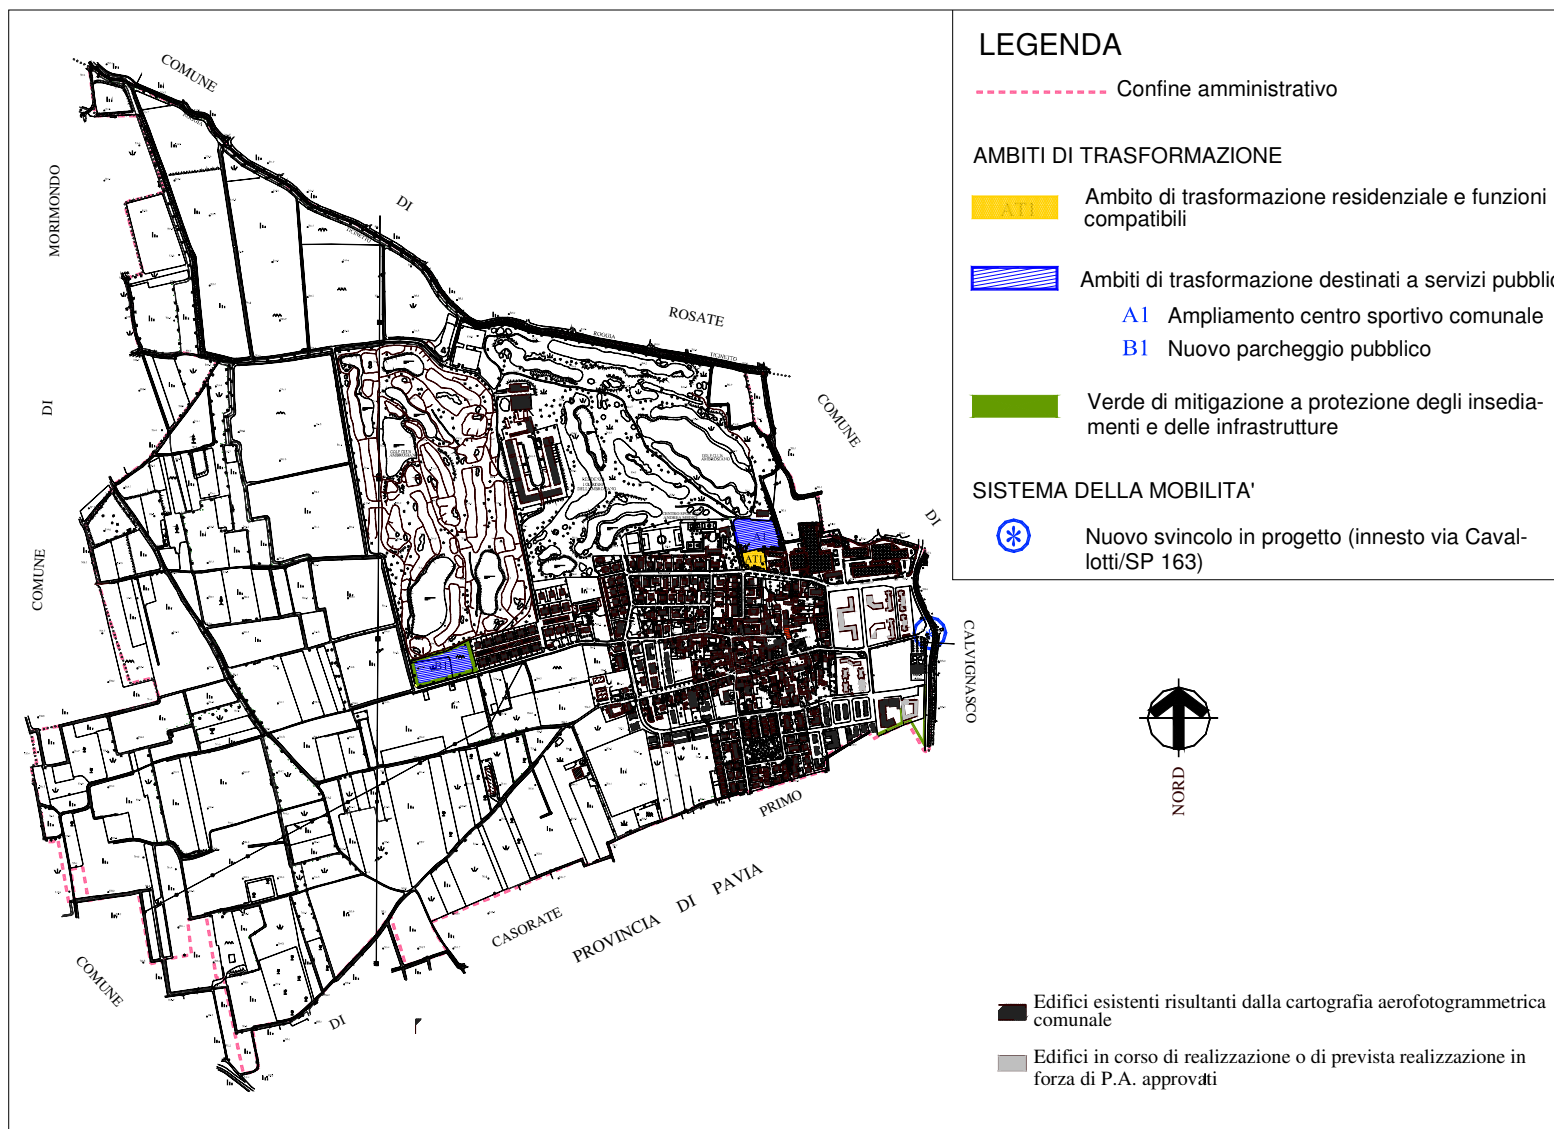 LEGENDA
Confine amministrativo
AMBITI DI TRASFORMAZIONE
AT1
Ambito di trasformazione residenziale e funzioni
compatibili
Ambiti di trasformazione destinati a servizi pubblic
A1 Ampliamento centro sportivo comunale
B1 Nuovo parcheggio pubblico
Verde di mitigazione a protezione degli insedia-
menti e delle infrastrutture
SISTEMA DELLA MOBILITA'
Nuovo svincolo in progetto (innesto via Caval-
lotti/SP 163)
COMUNE
DI
ROSATE
COMUNE
DI
CALVIGNASCO
MORIMONDO
DI
COMUNE
COMUNE
DI
CASORATE
PRIMO
PROVINCIA DI PAVIA
ROGGIA
TICINETTO
AT1
NORD
Edifici esistenti risultanti dalla cartografia aerofotogrammetrica
comunale
Edifici in corso di realizzazione o di prevista realizzazione in
forza di P.A. approvati